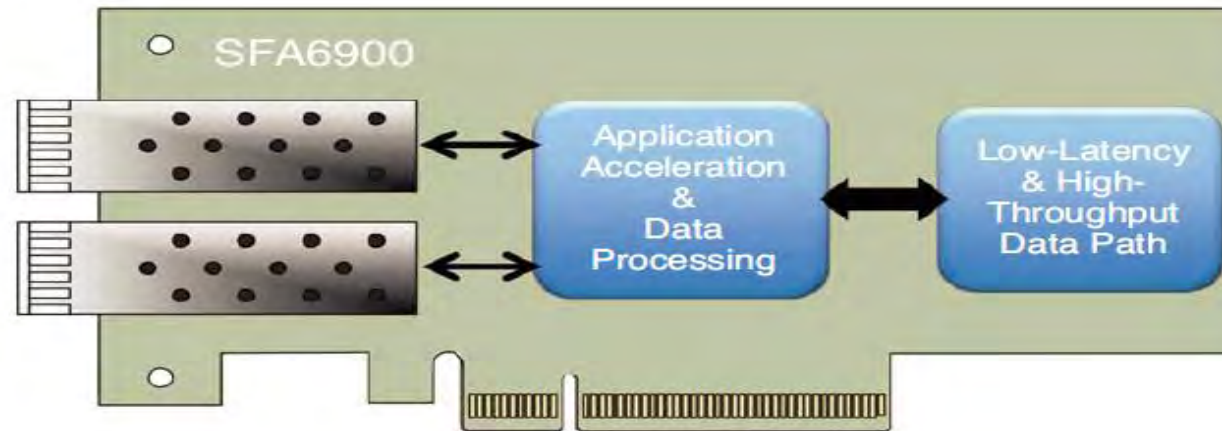 SFA6900
Application
Acceleration
&
Data
Processing
Low-Latency
& High-
Throughput
Data Path